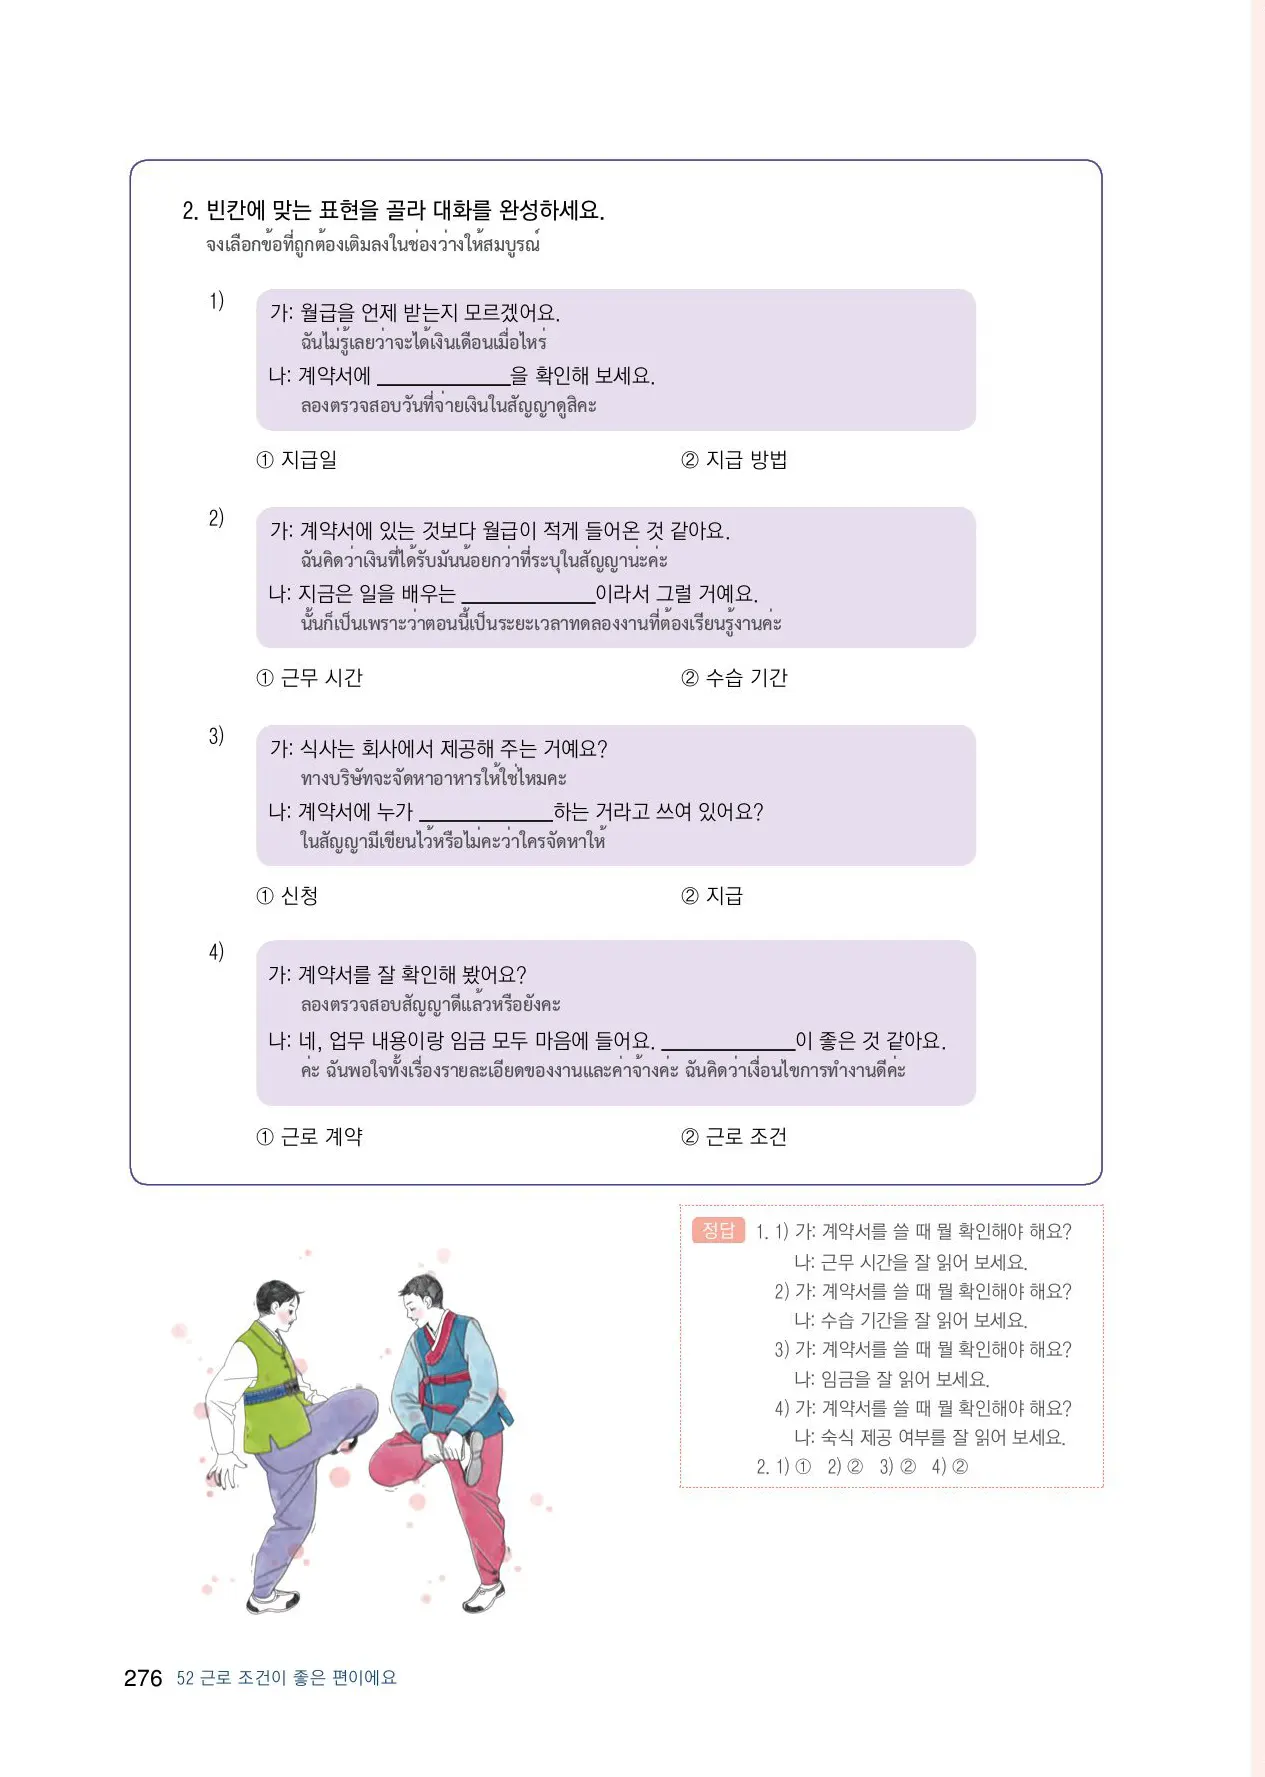 2. 빈칸에 맞는 표현을 골라 대화를 완성하세요.
จงเลือกข้อที่ถูกต้องเติมลงในช่องว่างให้สมบูรณ์
1)
가: 월급을 언제 받는지 모르겠어요.
ฉันไม่รู้เลยว่าจะได้เงินเดือนเมื่อไหร่
나: 계약서에 ____________을 확인해 보세요.
ลองตรวจสอบวันที่จ่ายเงินในสัญญาดูสิคะ
① 지급일 ② 지급 방법
2)
가: 계약서에 있는 것보다 월급이 적게 들어온 것 같아요.
ฉันคิดว่าเงินที่ได้รับมันน้อยกว่าที่ระบุในสัญญาน่ะค่ะ
나: 지금은 일을 배우는 ____________이라서 그럴 거예요.
นั้นก็เป็นเพราะว่าตอนนี้เป็นระยะเวลาทดลองงานที่ต้องเรียนรู้งานค่ะ
① 근무 시간 ② 수습 기간
3)
가: 식사는 회사에서 제공해 주는 거예요?
ทางบริษัทจะจัดหาอาหารให้ใช่ไหมคะ
나: 계약서에 누가 ____________하는 거라고 쓰여 있어요?
ในสัญญามีเขียนไว้หรือไม่คะว่าใครจัดหาให้
① 신청 ② 지급
4)
가: 계약서를 잘 확인해 봤어요?
ลองตรวจสอบสัญญาดีแล้วหรือยังคะ
나: 네, 업무 내용이랑 임금 모두 마음에 들어요. ____________이 좋은 것 같아요.
ค่ะ ฉันพอใจทั้งเรื่องรายละเอียดของงานและค่าจ้างค่ะ ฉันคิดว่าเงื่อนไขการทำงานดีค่ะ
① 근로 계약 ② 근로 조건
정답 1. 1) 가: 계약서를 쓸 때 뭘 확인해야 해요?
나: 근무 시간을 잘 읽어 보세요.
2) 가: 계약서를 쓸 때 뭘 확인해야 해요?
나: 수습 기간을 잘 읽어 보세요.
3) 가: 계약서를 쓸 때 뭘 확인해야 해요?
나: 임금을 잘 읽어 보세요.
4) 가: 계약서를 쓸 때 뭘 확인해야 해요?
나: 숙식 제공 여부를 잘 읽어 보세요.
2. 1) ① 2) ② 3) ② 4) ②
276 52 근로 조건이 좋은 편이에요